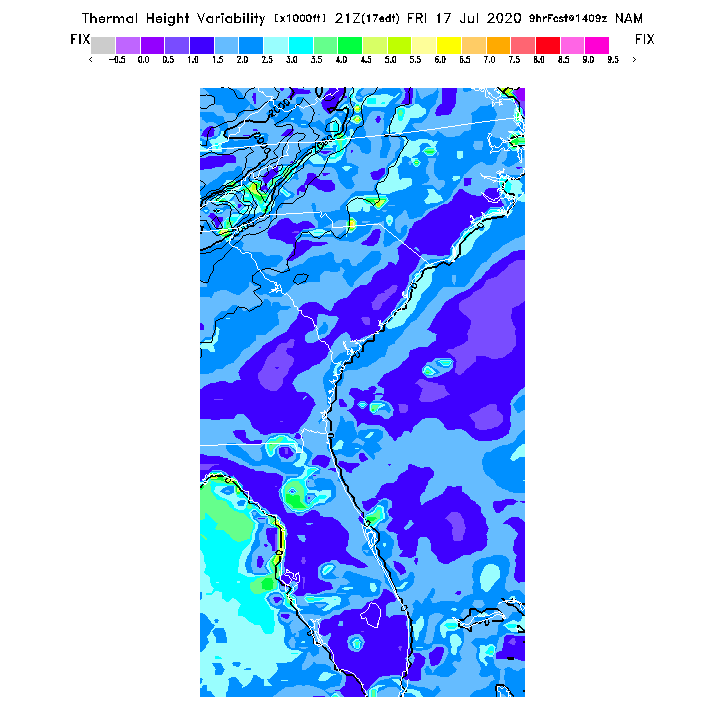 Thermal Height Variability [x1000ft] 21Z(17edt) FRI 17 Jul 2020 9hrFcst@1409z NAM
FIX FIX
< -0.5 0.0 0.5 1.0 1.5 2.0 2.5 3.0 3.5 4.0 4.5 5.0 5.5 6.0 6.5 7.0 7.5 8.0 8.5 9.0 9.5 >
2000